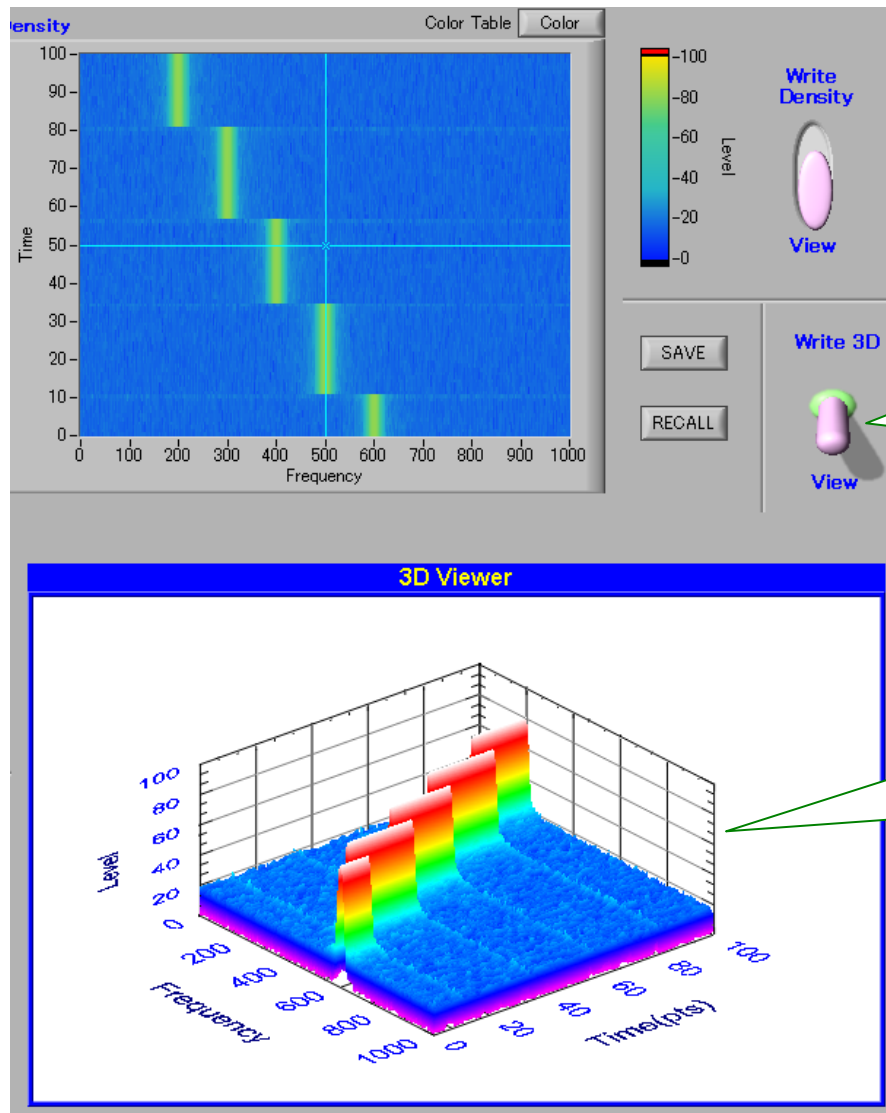 Density
Color Table Color
100
90
80
70
60
50
40
30
20
10
0
Time
0 100 200 300 400 500 600 700 800 900 1000
Frequency
-100
-80
-60
-40
-20
-0
Level
Write
Density
View
SAVE
RECALL
Write 3D
View
3D Viewer
100
80
60
40
20
0
Level
200
400
600
800
1000
Frequency
0
20
40
60
80
100
Time(pts)